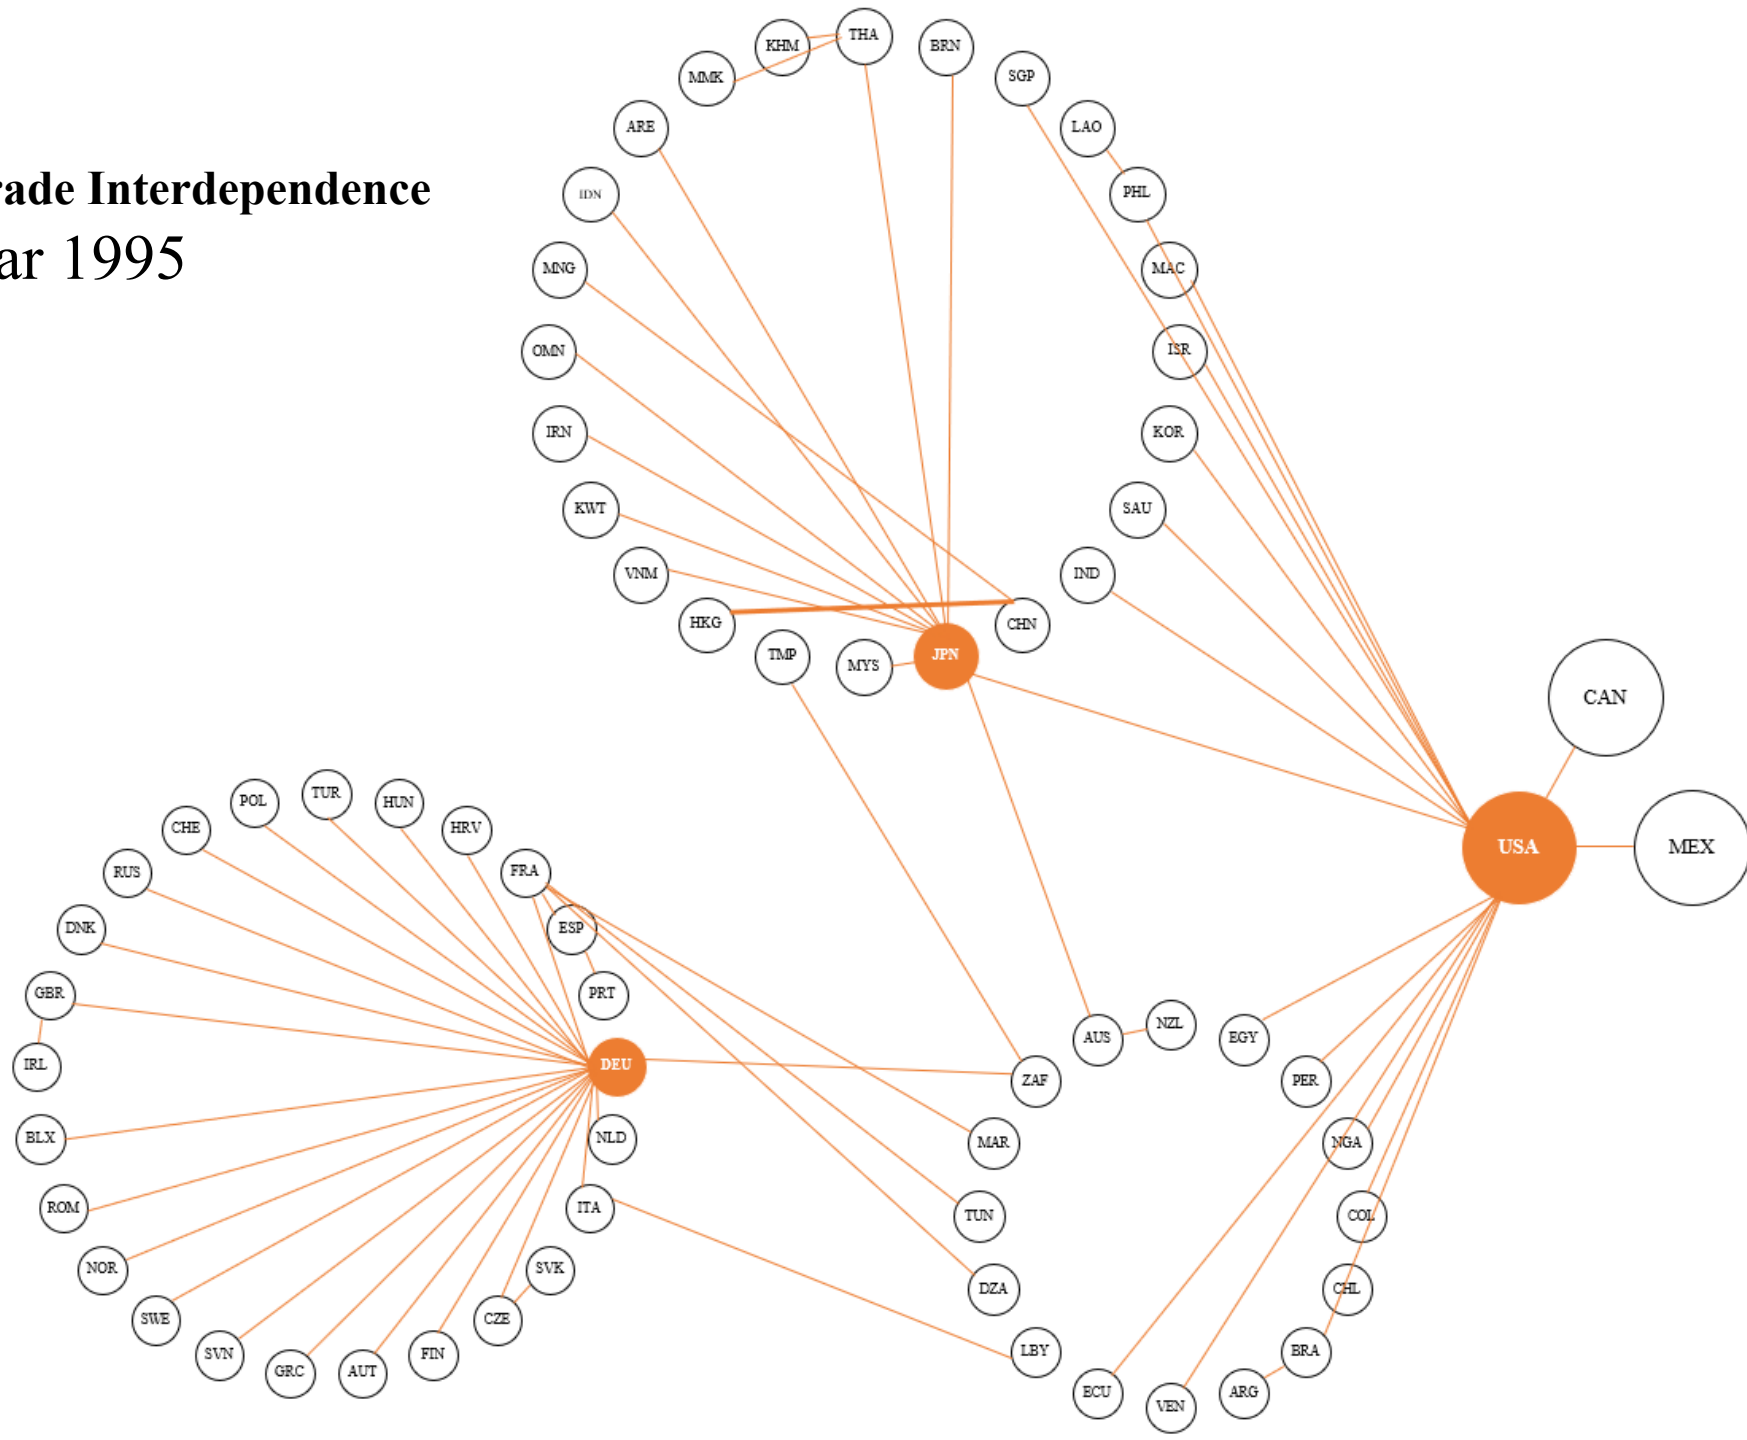 rade Interdependence
ar 1995
KHM
THA
BRN
MMK
SGP
ARE
LAO
IDN
PHL
MNG
MAC
OMN
ISR
IRN
KOR
KWT
SAU
VNM
IND
HKG
CHN
TMP
MYS
JPN
CAN
USA
MEX
POL
TUR
HUN
CHE
HRV
RUS
FRA
DNK
ESP
GBR
PRT
IRL
DEU
AUS
NZL
EGY
ZAF
PER
BLX
NLD
MAR
NGA
ROM
ITA
TUN
COL
NOR
SVK
DZA
CHL
SWE
CZE
SVN
FIN
LBY
BRA
GRC
AUT
ECU
VEN
ARG